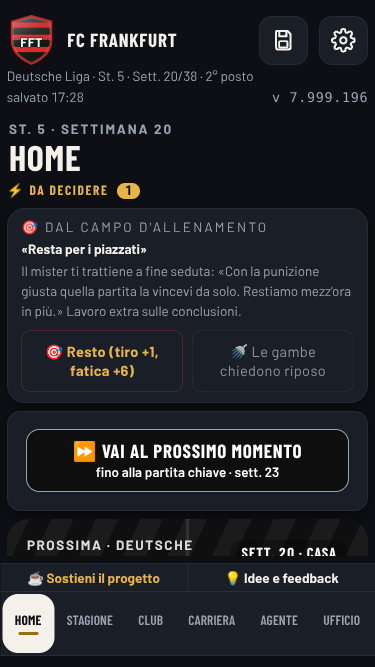 FFT
FC FRANKFURT
Deutsche Liga · St. 5 · Sett. 20/38 · 2° posto
salvato 17:28
v 7.999.196
ST. 5 · SETTIMANA 20
HOME
⚡ DA DECIDERE 1
🎯 DAL CAMPO D'ALLENAMENTO
«Resta per i piazzati»
Il mister ti trattiene a fine seduta: «Con la punizione
giusta quella partita la vincevi da solo. Restiamo mezz'ora
in più.» Lavoro extra sulle conclusioni.
🎯 Resto (tiro +1,
fatica +6)
🚿 Le gambe
chiedono riposo
⏩ VAI AL PROSSIMO MOMENTO
fino alla partita chiave · sett. 23
PROSSIMA · DEUTSCHE
SETT. 20 · CASA
☕ Sostieni il progetto
💡 Idee e feedback
HOME
STAGIONE
CLUB
CARRIERA
AGENTE
UFFICIO